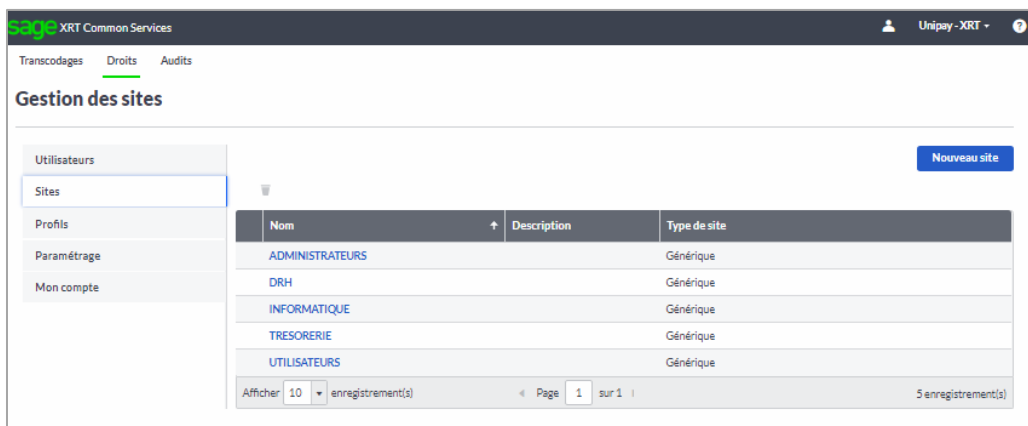 sage XRT Common Services Unipay - XRT ?
Transcodages Droits Audits
Gestion des sites
Utilisateurs
Sites
Profils
Paramétrage
Mon compte
Nouveau site
Nom Description Type de site
ADMINISTRATEURS Générique
DRH Générique
INFORMATIQUE Générique
TRESORERIE Générique
UTILISATEURS Générique
Afficher 10 enregistrement(s) Page 1 sur 1 5 enregistrement(s)